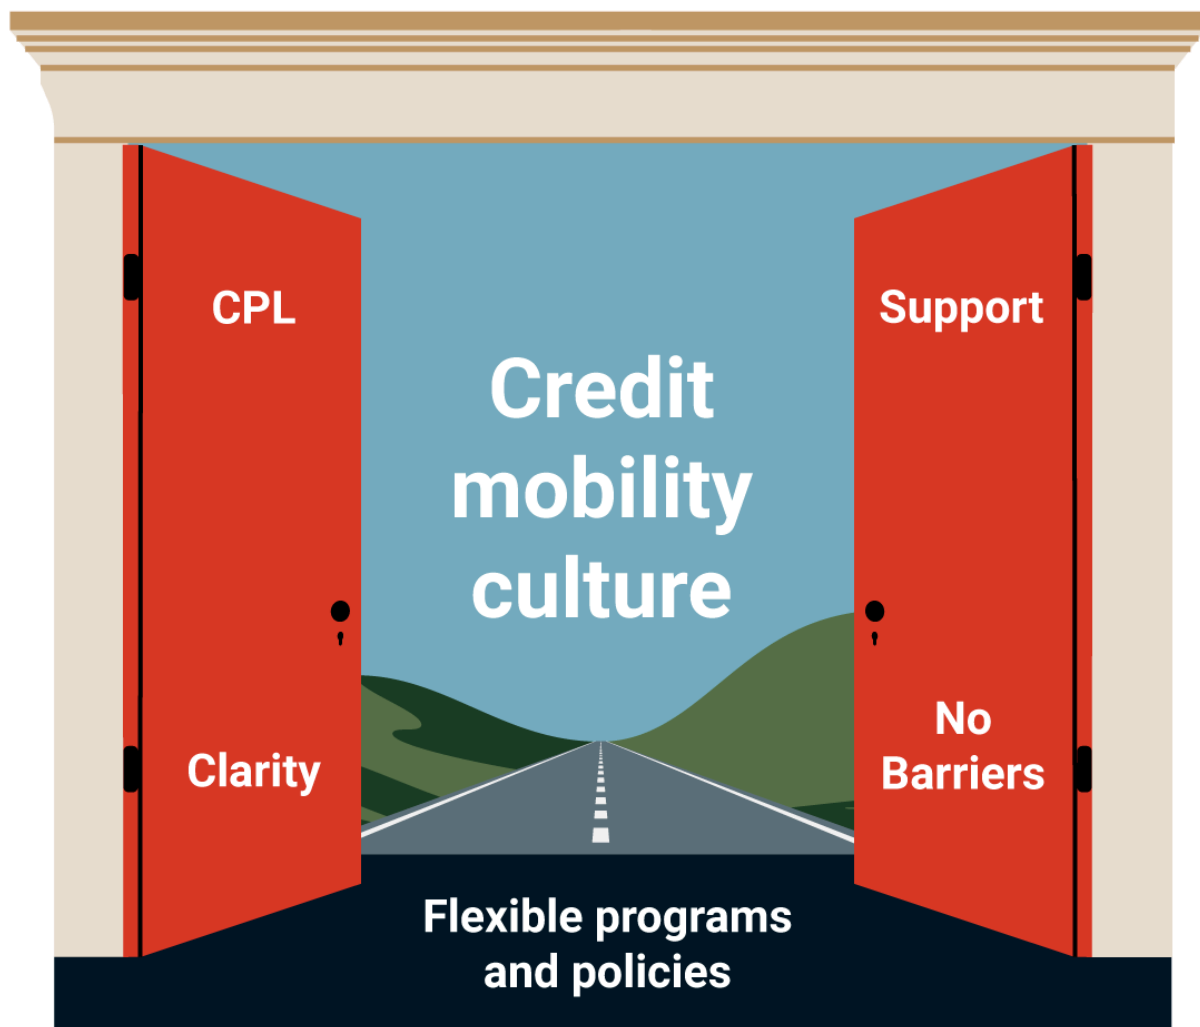 CPL
Clarity
Credit
mobility
culture
Support
No
Barriers
Flexible programs
and policies